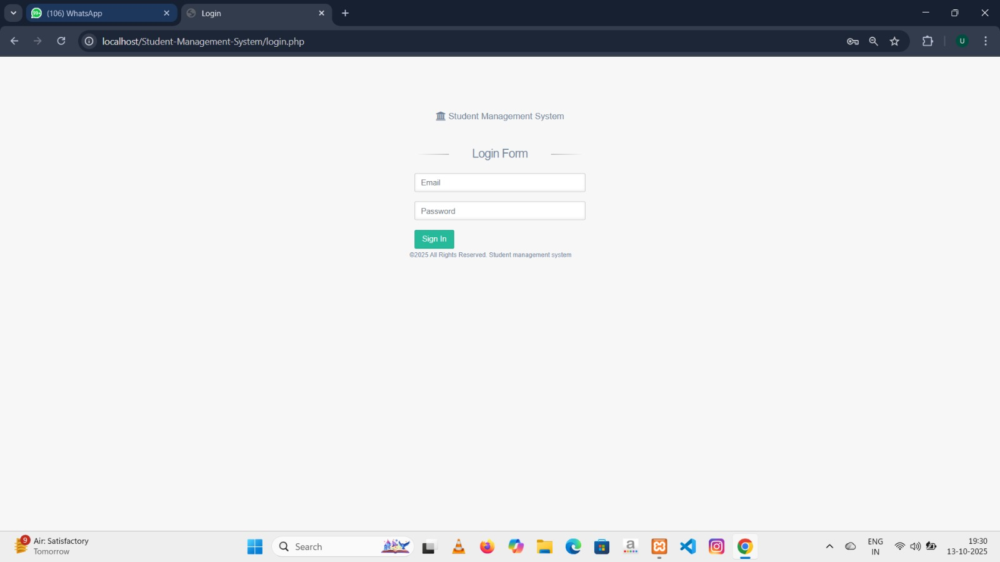 99+ (106) WhatsApp
Login
localhost/Student-Management-System/login.php
U
Student Management System
Login Form
Email
Password
Sign In
©2025 All Rights Reserved. Student management system
9
Air: Satisfactory
Tomorrow
Search
a
ENG
IN
19:30
13-10-2025